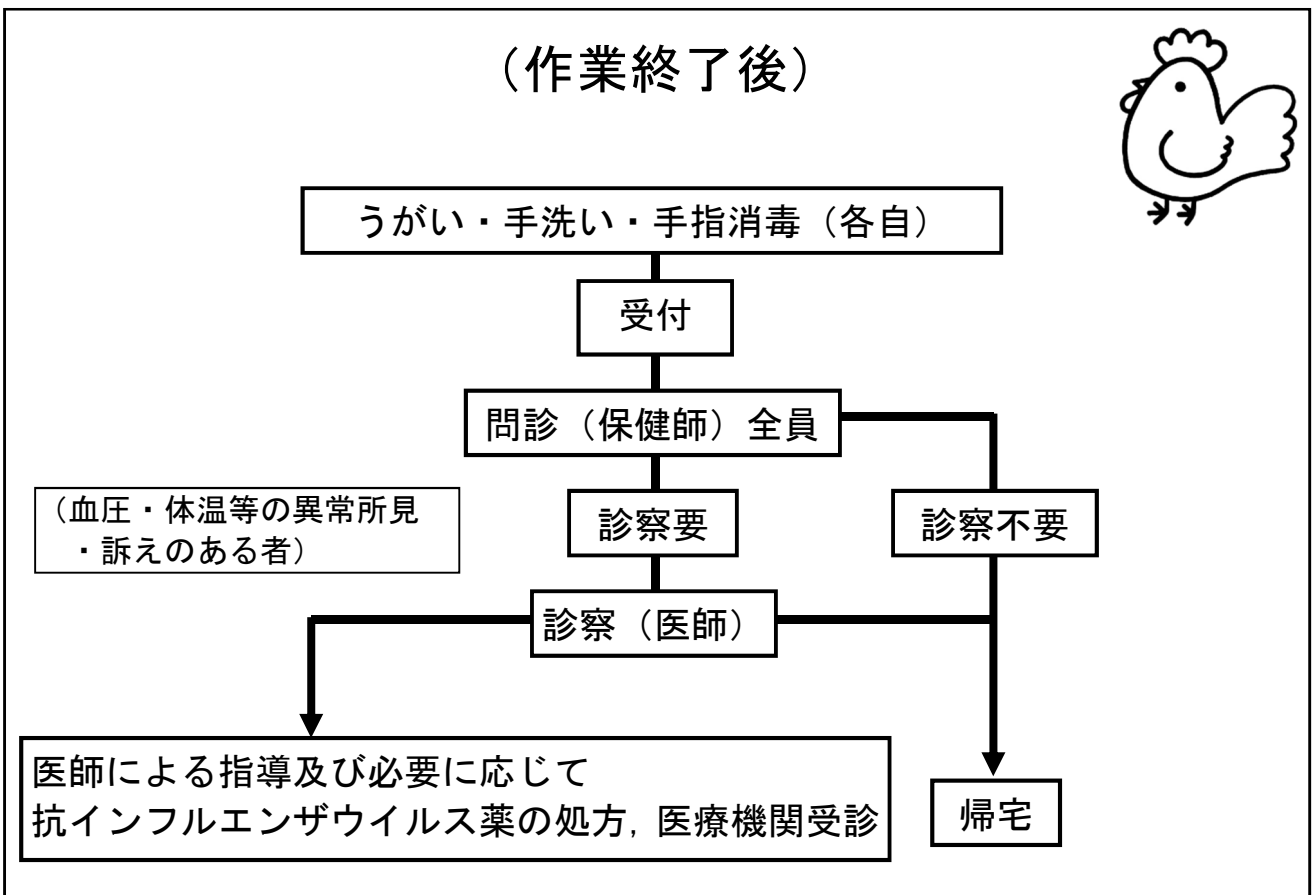 （作業終了後）
うがい・手洗い・手指消毒（各自）
受付
問診（保健師）全員
（血圧・体温等の異常所見
・訴えのある者）
診察要
診察不要
診察（医師）
医師による指導及び必要に応じて
抗インフルエンザウイルス薬の処方，医療機関受診
帰宅